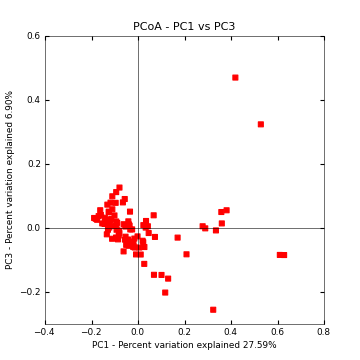 PCoA - PC1 vs PC3
PC3 - Percent variation explained 6.90%
0.6
0.4
0.2
0.0
−0.2
−0.4 −0.2 0.0 0.2 0.4 0.6 0.8
PC1 - Percent variation explained 27.59%